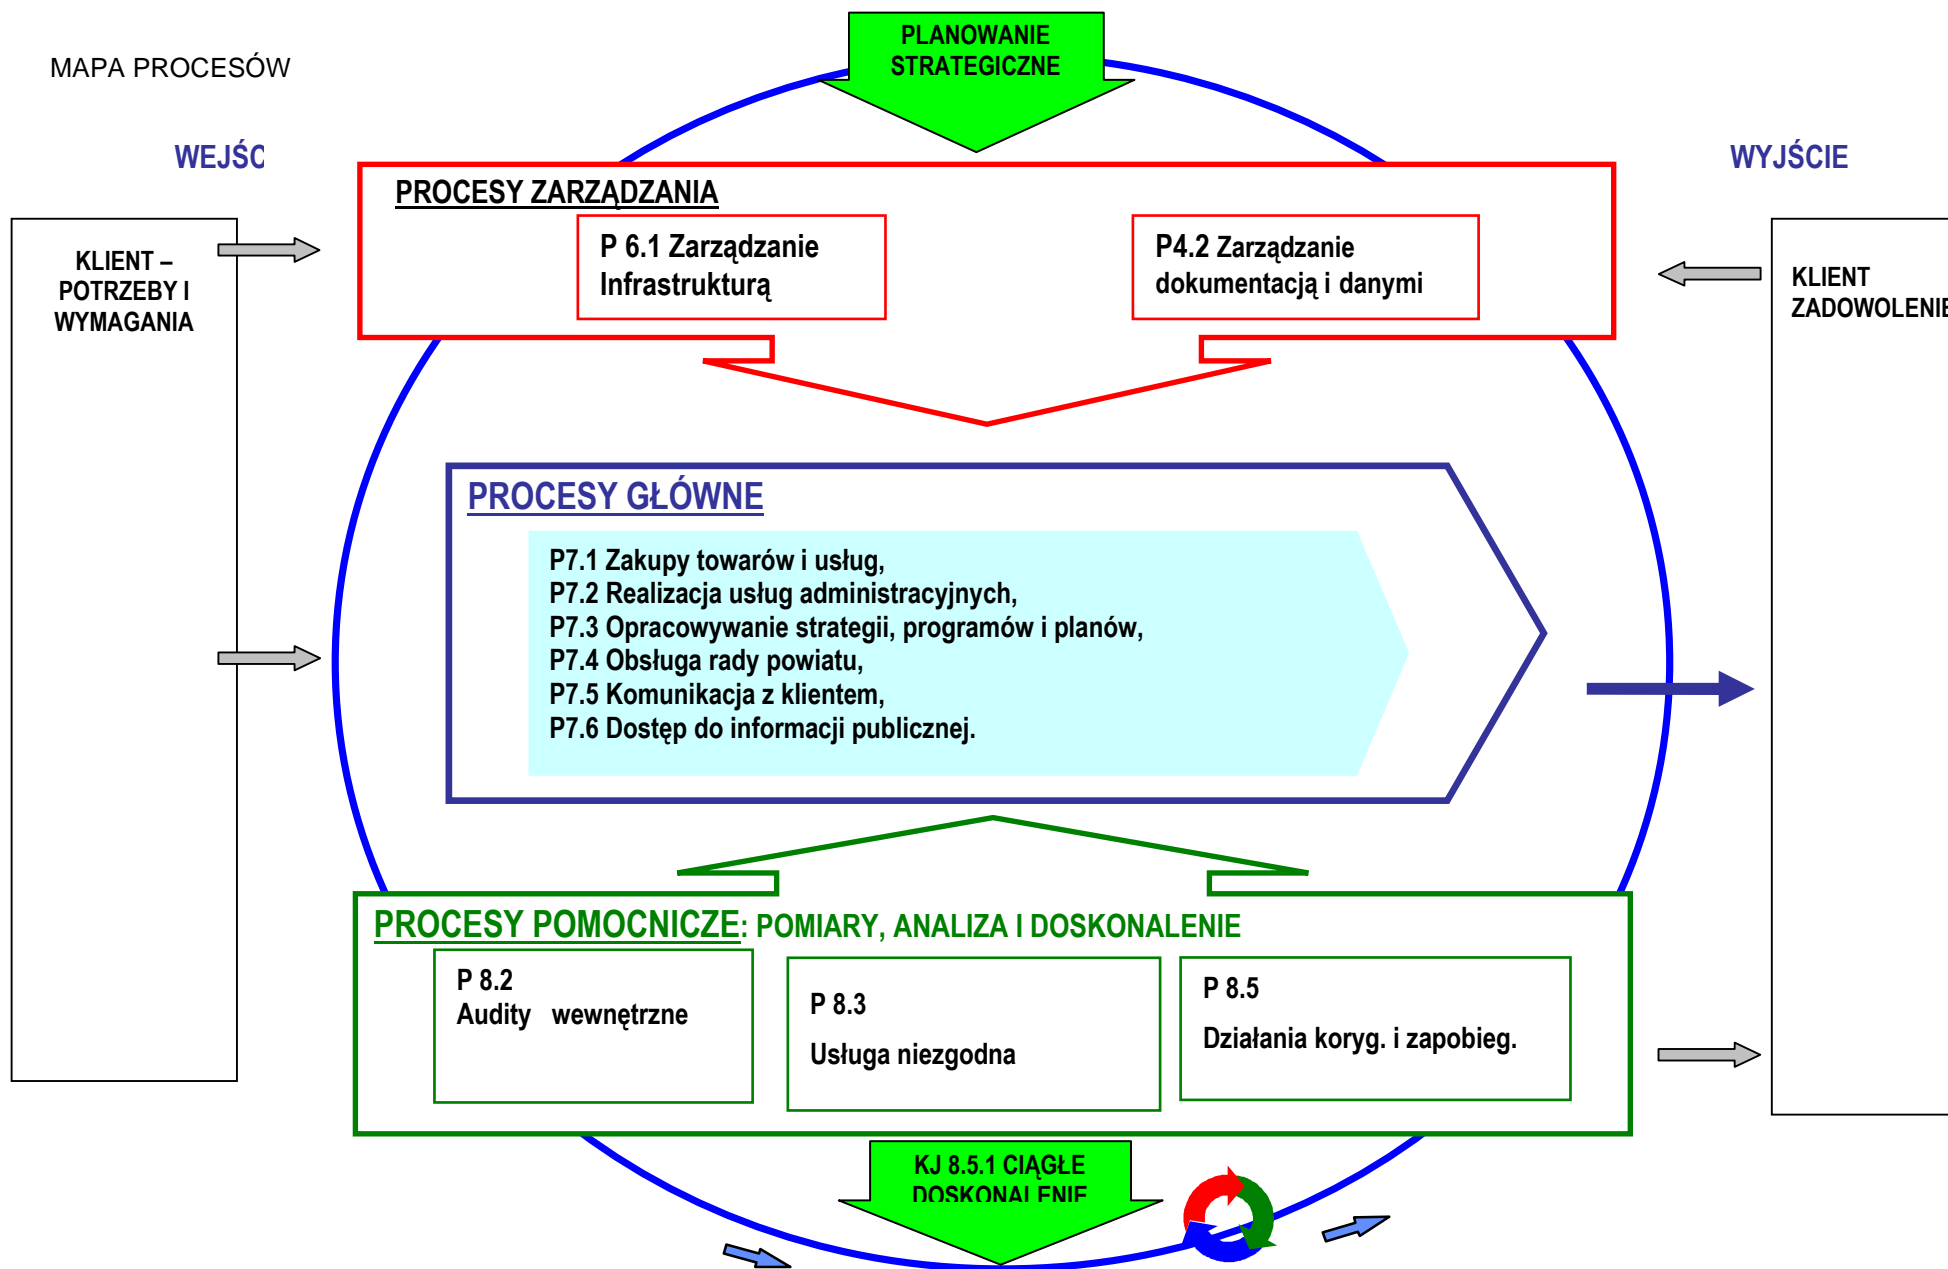 PLANOWANIE
STRATEGICZNE
MAPA PROCESÓW
WEJŚC
WYJŚCIE
PROCESY ZARZĄDZANIA
P 6.1 Zarządzanie
Infrastrukturą
P4.2 Zarządzanie
dokumentacją i danymi
KLIENT –
POTRZEBY I
WYMAGANIA
KLIENT
ZADOWOLENIE
PROCESY GŁÓWNE
P7.1 Zakupy towarów i usług,
P7.2 Realizacja usług administracyjnych,
P7.3 Opracowywanie strategii, programów i planów,
P7.4 Obsługa rady powiatu,
P7.5 Komunikacja z klientem,
P7.6 Dostęp do informacji publicznej.
PROCESY POMOCNICZE: POMIARY, ANALIZA I DOSKONALENIE
P 8.2
Audity wewnętrzne
P 8.3
Usługa niezgodna
P 8.5
Działania koryg. i zapobieg.
KJ 8.5.1 CIĄGŁE
DOSKONALENIE